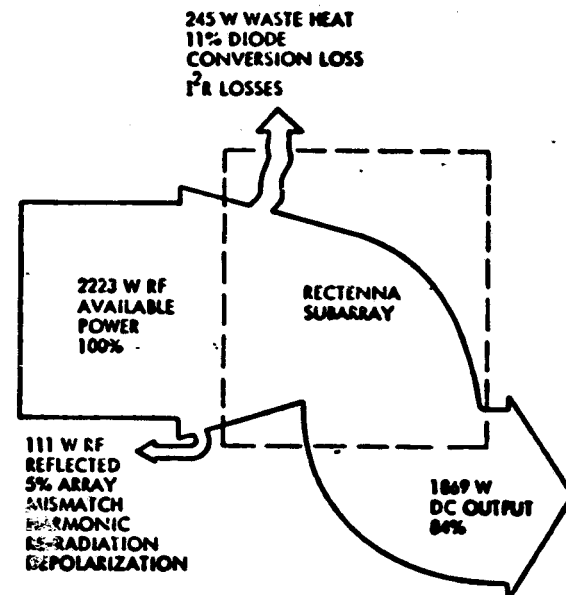 245 W WASTE HEAT
11% DIODE
CONVERSION LOSS
I²R LOSSES
2223 W RF
AVAILABLE
POWER
100%
RECTENNA
SUBARRAY
111 W RF
REFLECTED
5% ARRAY
MISMATCH
HARMONIC
RE-RADIATION
DEPOLARIZATION
1869 W
DC OUTPUT
84%